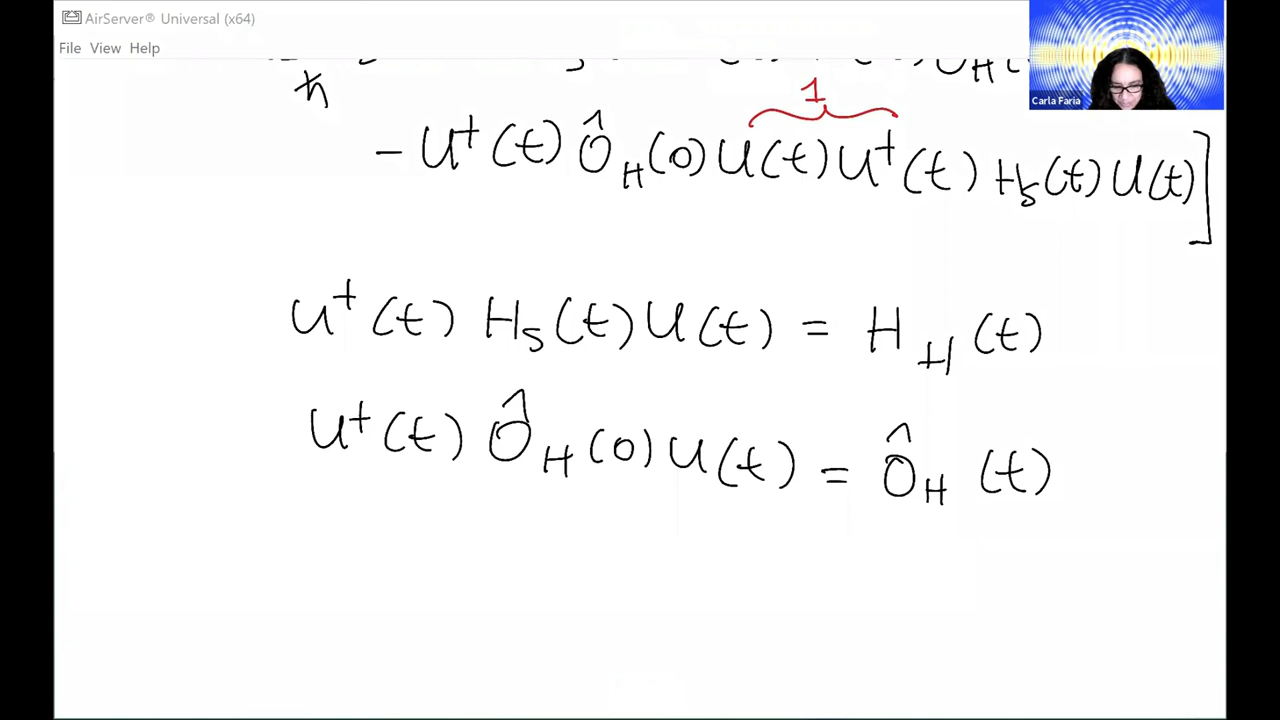 AirServer® Universal (x64)
File View Help
ħ
1
- U†(t) Ô_H(0) U(t) U†(t) H_S(t) U(t)]
Carla Faria
U†(t) H_S(t) U(t) = H_H(t)
U†(t) Ô_H(0) U(t) = Ô_H(t)